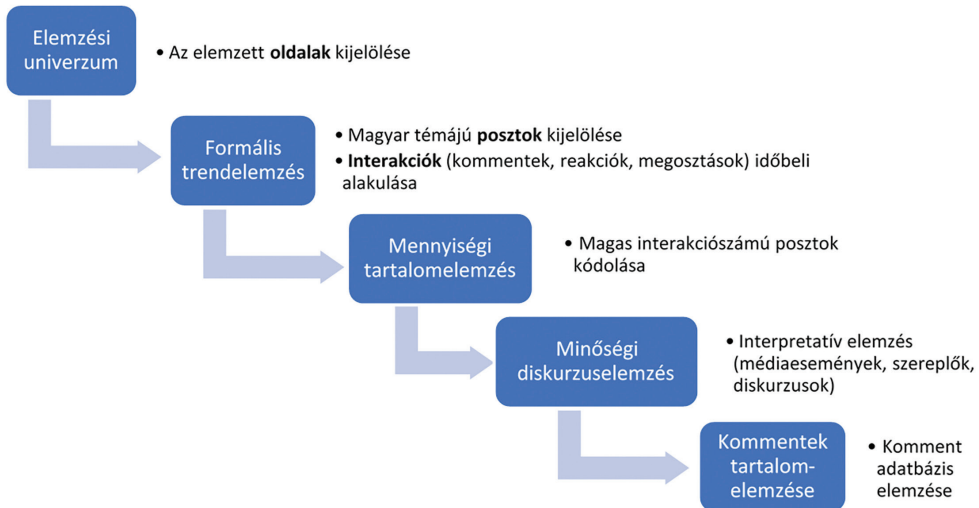 Elemzési
univerzum
• Az elemzett oldalak kijelölése
Formális
trendelemzés
• Magyar témájú posztok kijelölése
• Interakciók (kommentek, reakciók, megosztások) időbeli
alakulása
Mennyiségi
tartalomelemzés
• Magas interakciószámú posztok
kódolása
Minőségi
diskurzuselemzés
• Interpretatív elemzés
(médiaesemények, szereplők,
diskurzusok)
Kommentek
tartalom-
elemzése
• Komment
adatbázis
elemzése